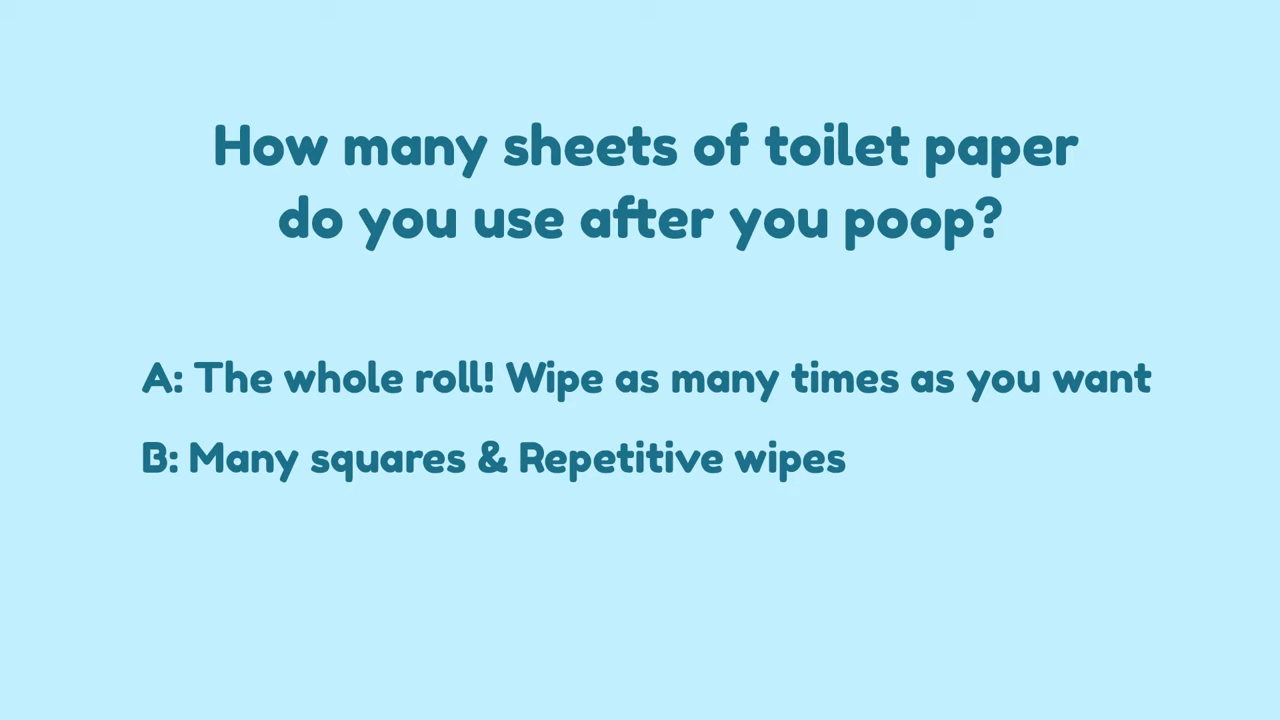 How many sheets of toilet paper
do you use after you poop?
A: The whole roll! Wipe as many times as you want
B: Many squares & Repetitive wipes